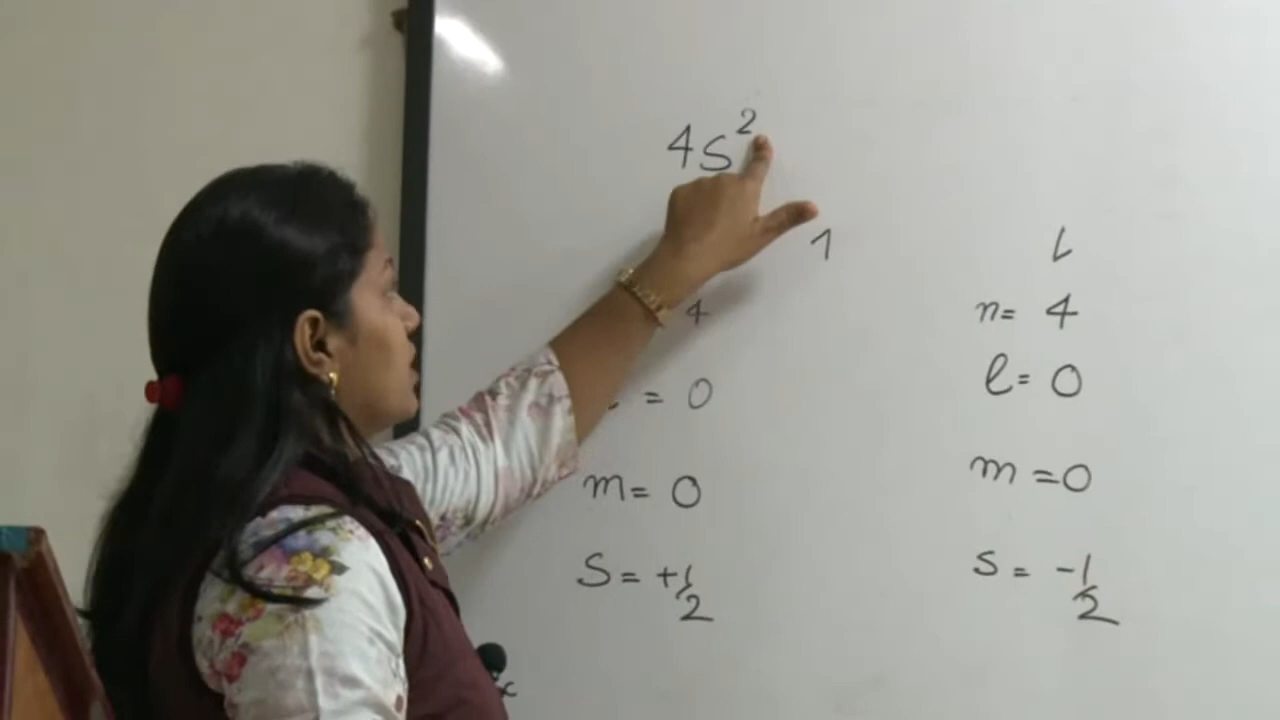 4s²
1 L
4 n= 4
= 0 l= 0
m= 0 m =0
S= +1/2 s= -1/2